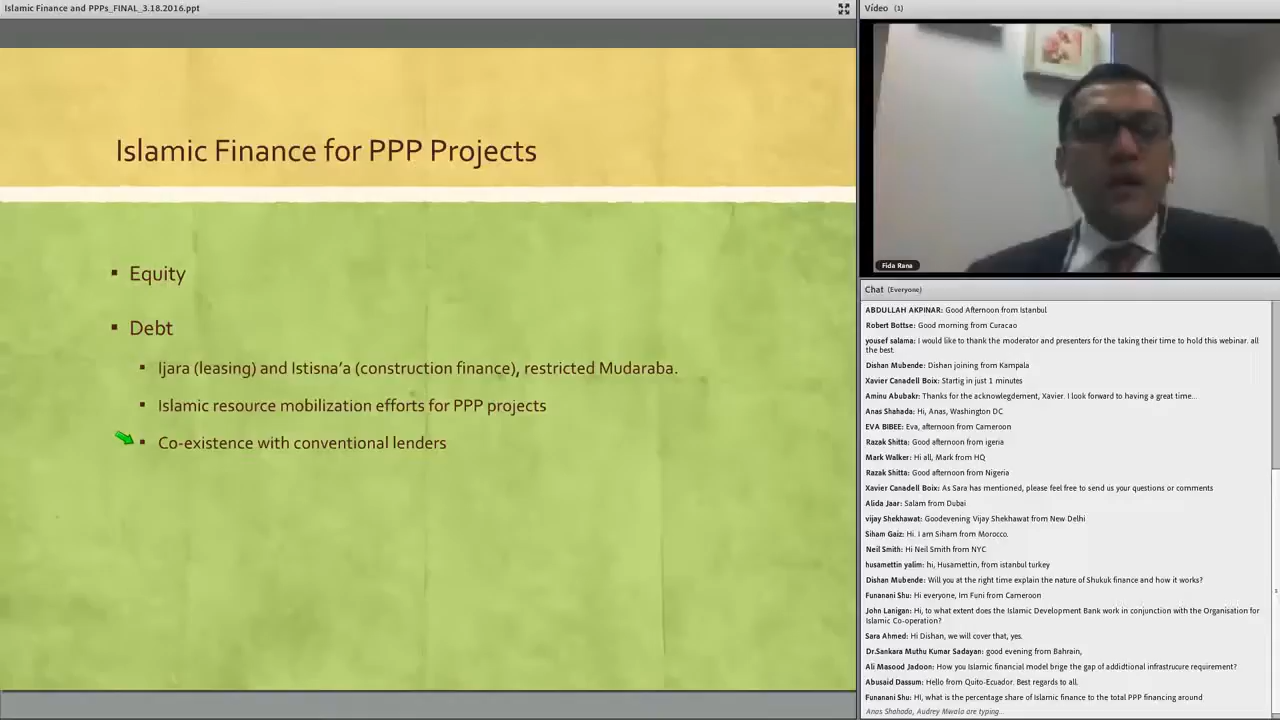 Islamic Finance and PPPs_FINAL_3.18.2016.ppt
Islamic Finance for PPP Projects
▪ Equity
▪ Debt
▪ Ijara (leasing) and Istisna’a (construction finance), restricted Mudaraba.
▪ Islamic resource mobilization efforts for PPP projects
▪ Co-existence with conventional lenders
Vídeo (1)
Fida Rana
Chat (Everyone)
ABDULLAH AKPINAR: Good Afternoon from Istanbul
Robert Bottse: Good morning from Curacao
yousef salama: I would like to thank the moderator and presenters for the taking their time to hold this webinar. all
the best.
Dishan Mubende: Dishan joining from Kampala
Xavier Canadell Boix: Startig in just 1 minutes
Aminu Abubakr: Thanks for the acknowlegdement, Xavier. I look forward to having a great time...
Anas Shahada: Hi, Anas, Washington DC
EVA BIBEE: Eva, afternoon from Cameroon
Razak Shitta: Good afternoon from igeria
Mark Walker: Hi all, Mark from HQ
Razak Shitta: Good afternoon from Nigeria
Xavier Canadell Boix: As Sara has mentioned, please feel free to send us your questions or comments
Alida Jaar: Salam from Dubai
vijay Shekhawat: Goodevening Vijay Shekhawat from New Delhi
Siham Gaiz: Hi. I am Siham from Morocco.
Neil Smith: Hi Neil Smith from NYC
husamettin yalim: hi, Husamettin, from istanbul turkey
Dishan Mubende: Will you at the right time explain the nature of Shukuk finance and how it works?
Funanani Shu: Hi everyone, Im Funi from Cameroon
John Lanigan: Hi, to what extent does the Islamic Development Bank work in conjunction with the Organisation for
Islamic Co-operation?
Sara Ahmed: Hi Dishan, we will cover that, yes.
Dr.Sankara Muthu Kumar Sadayan: good evening from Bahrain,
Ali Masood Jadoon: How you Islamic financial model brige the gap of addidtional infrastrucure requirement?
Abusaid Dassum: Hello from Quito-Ecuador. Best regards to all.
Funanani Shu: HI, what is the percentage share of Islamic finance to the total PPP financing around
Anas Shahada, Audrey Mwala are typing...